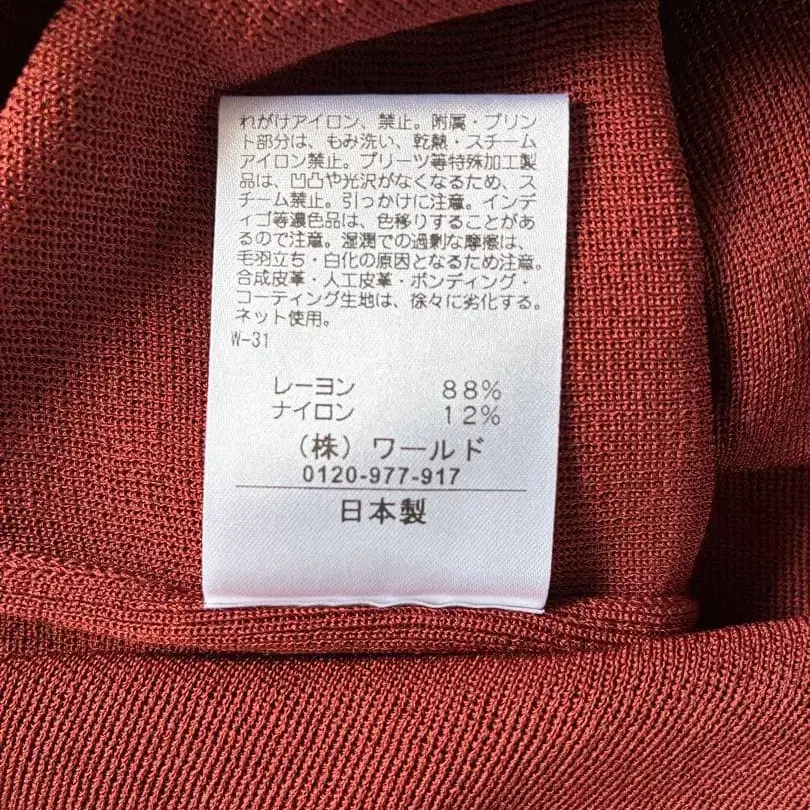 れがけアイロン、禁止。附属・プリン
ト部分は、もみ洗い、乾熱・スチーム
アイロン禁止。プリーツ等特殊加工製
品は、凹凸や光沢がなくなるため、ス
チーム禁止。引っかけに注意。インデ
ィゴ等濃色品は、色移りすることがあ
るので注意。湿潤での過剰な摩擦は、
毛羽立ち・白化の原因となるため注意。
合成皮革・人工皮革・ボンディング・
コーティング生地は、徐々に劣化する。
ネット使用。
W-31
レーヨン 88%
ナイロン 12%
(株)ワールド
0120-977-917
日本製